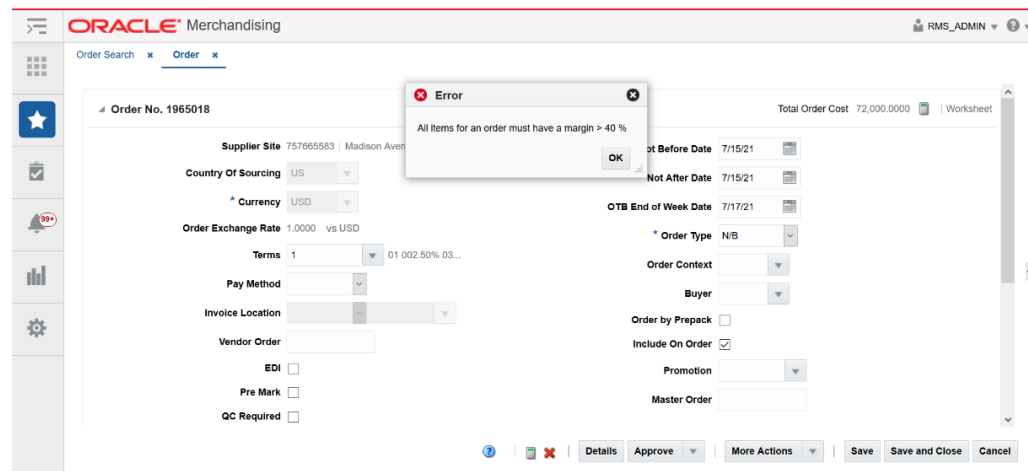 ORACLE® Merchandising
RMS_ADMIN
Order Search
Order
Order No. 1965018
Total Order Cost 72,000.0000 | Worksheet
Error
All items for an order must have a margin > 40 %
OK
Supplier Site 757665583 | Madison Aven
Country Of Sourcing US
* Currency USD
Order Exchange Rate 1.0000 vs USD
Terms 1 01 002.50% 03...
Pay Method
Invoice Location
Vendor Order
EDI
Pre Mark
QC Required
ot Before Date 7/15/21
Not After Date 7/15/21
OTB End of Week Date 7/17/21
* Order Type N/B
Order Context
Buyer
Order by Prepack
Include On Order
Promotion
Master Order
99+
? Details Approve More Actions Save Save and Close Cancel